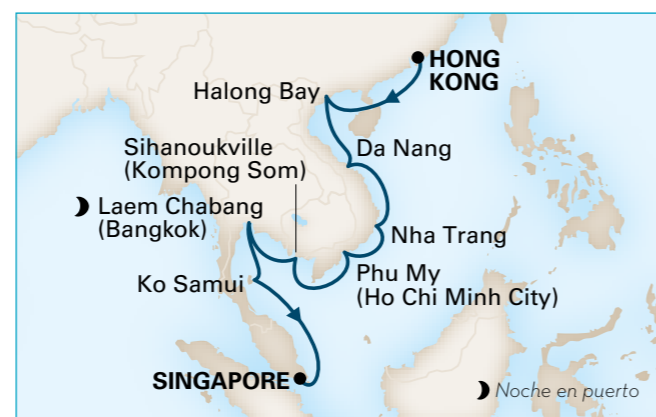 HONG
KONG
Halong Bay
Da Nang
Sihanoukville
(Kompong Som)
Laem Chabang
(Bangkok)
Nha Trang
Ko Samui
Phu My
(Ho Chi Minh City)
SINGAPORE
Noche en puerto